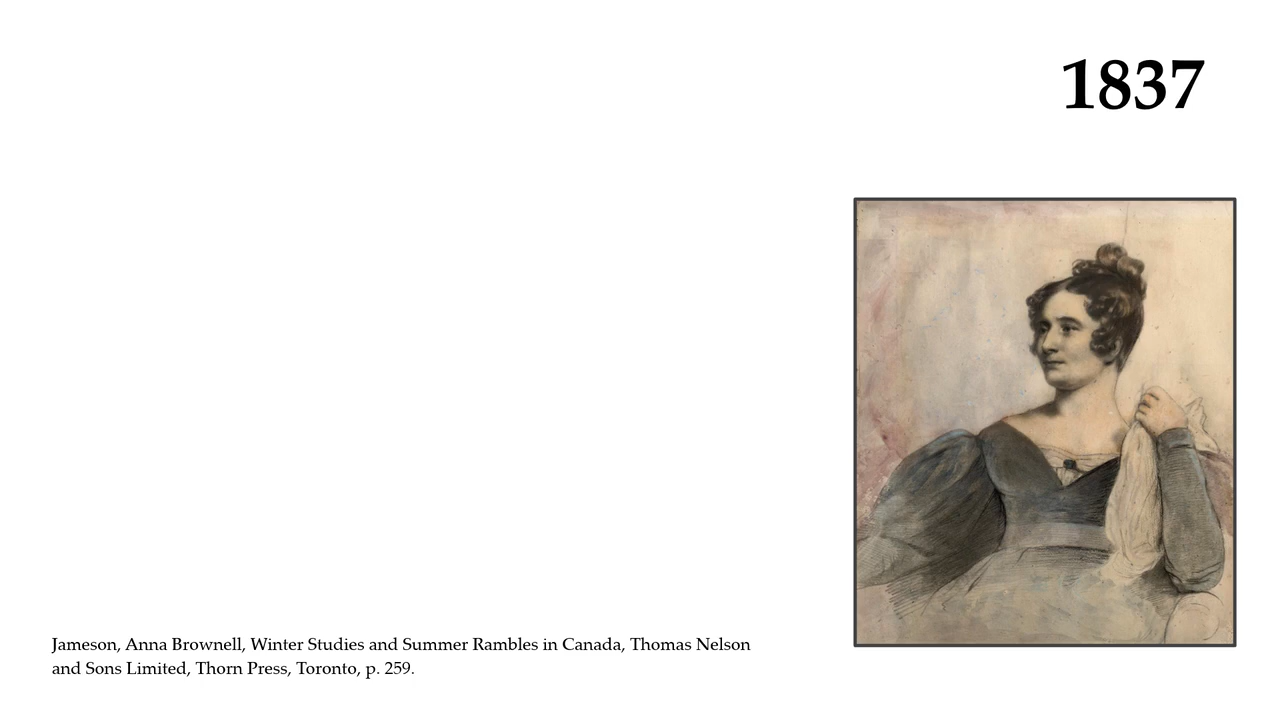 1837
Jameson, Anna Brownell, Winter Studies and Summer Rambles in Canada, Thomas Nelson
and Sons Limited, Thorn Press, Toronto, p. 259.